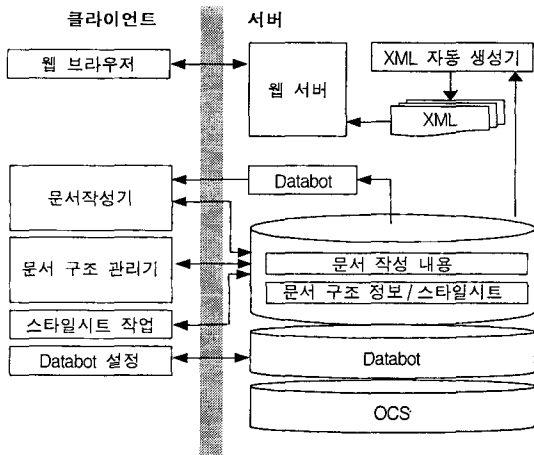 클라이언트
서버
웹 브라우저
웹 서버
XML 자동 생성기
XML
문서작성기
Databot
문서 구조 관리기
문서 작성 내용
문서 구조 정보/스타일시트
스타일시트 작업
Databot 설정
Databot
OCS